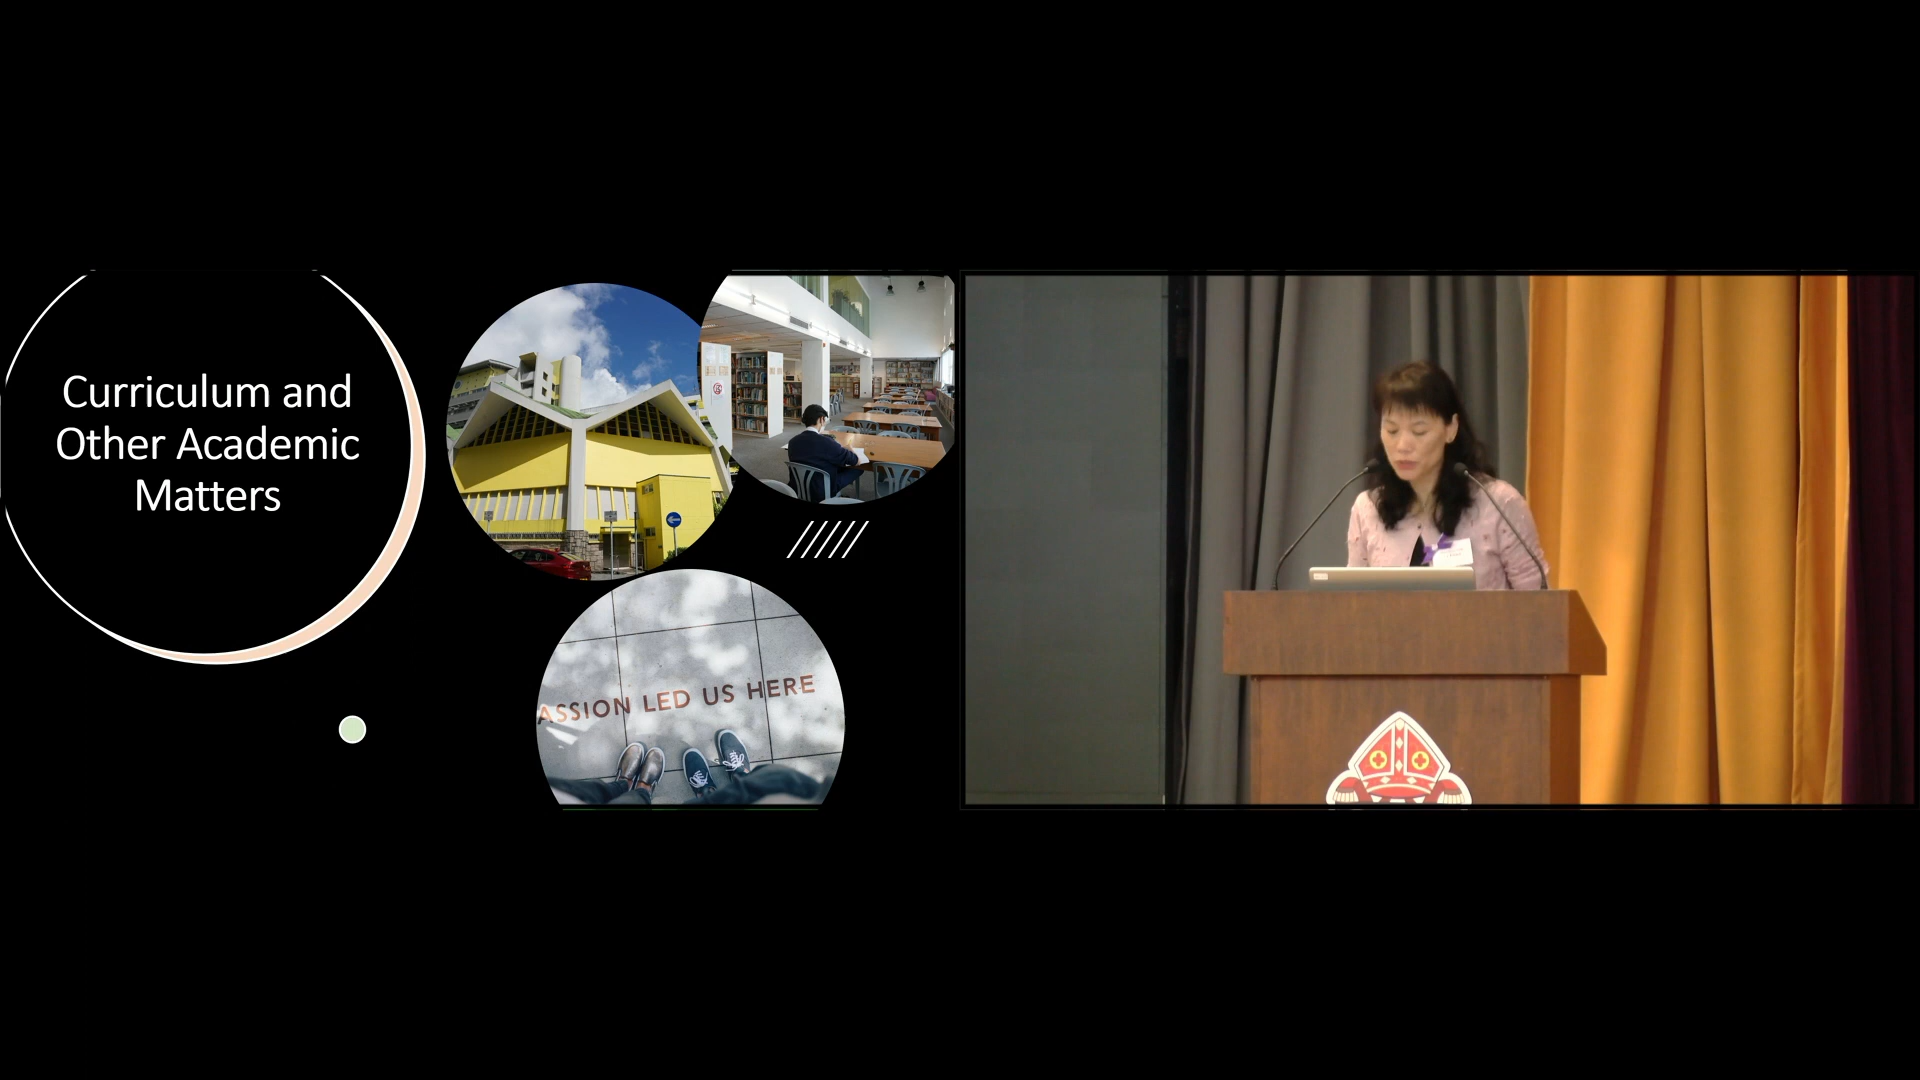 Curriculum and
Other Academic
Matters
ASSION LED US HERE